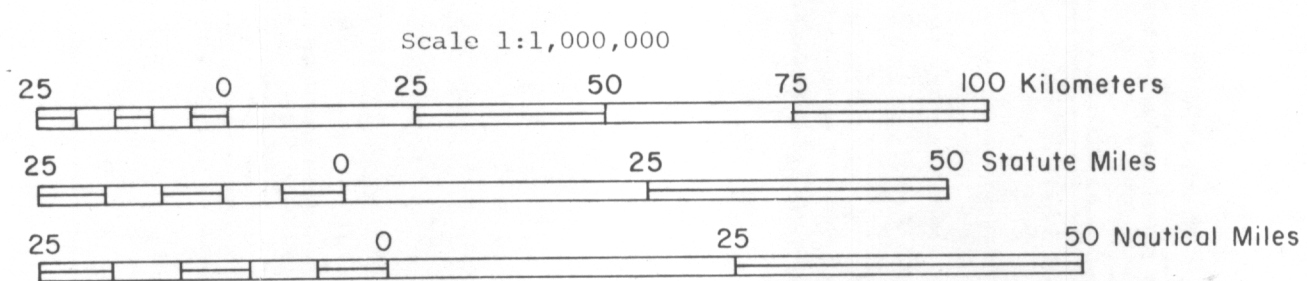 Scale 1:1,000,000
25 0 25 50 75 100 Kilometers
25 0 25 50 Statute Miles
25 0 25 50 Nautical Miles